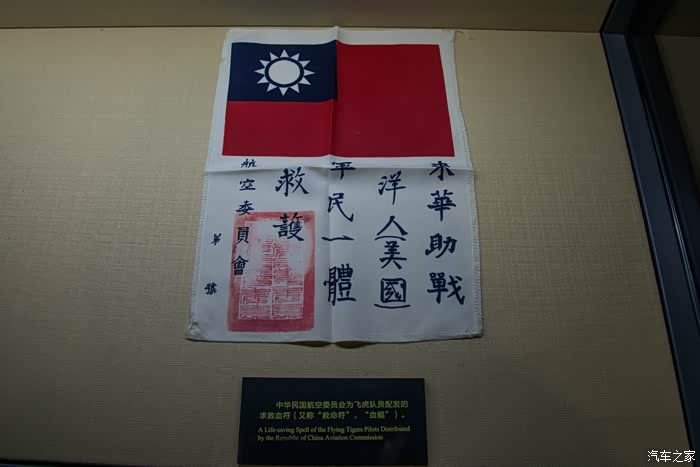 來華助戰
洋人(美國)
軍民一體
救護
航空委員會
第 號
中华民国航空委员会为飞虎队员配发的
求救血符(又称“救命符”、“血幅”)。
A Life-saving Spell of the Flying Tigers Pilots Distributed
by the Republic of China Aviation Commission
汽车之家